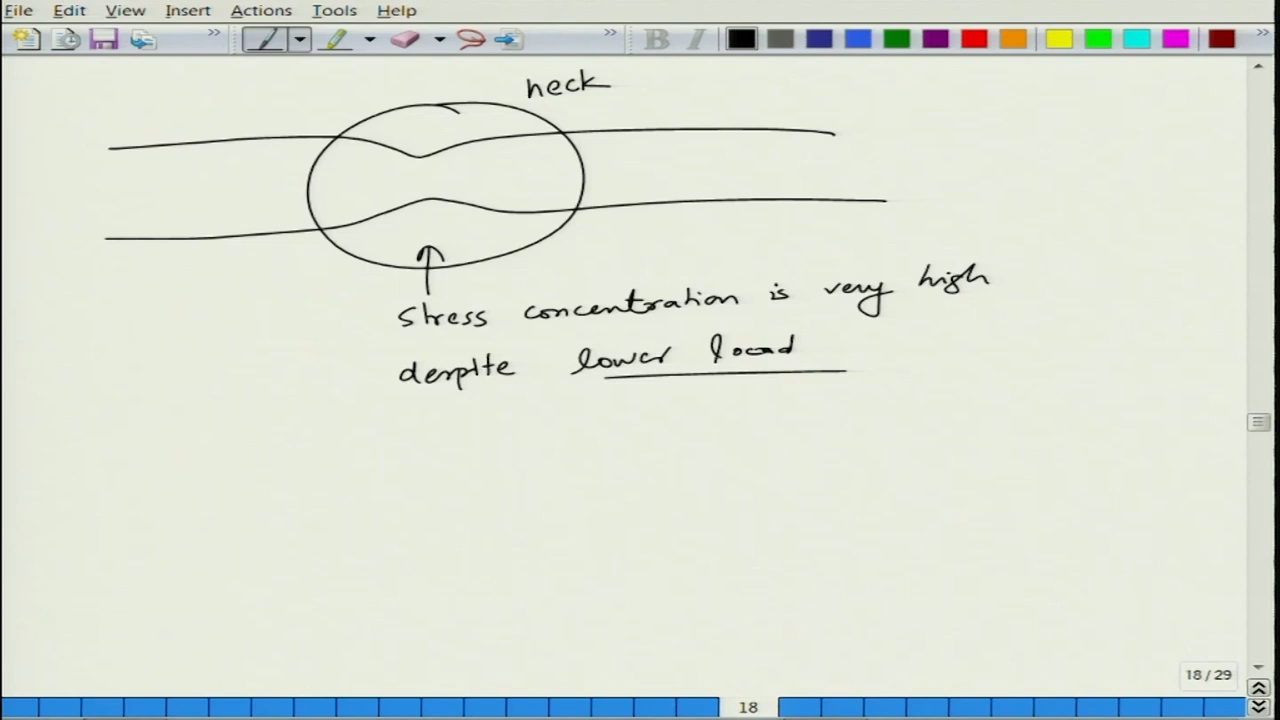 File Edit View Insert Actions Tools Help
B I
neck
stress concentration is very high
despite lower load
18 / 29
18